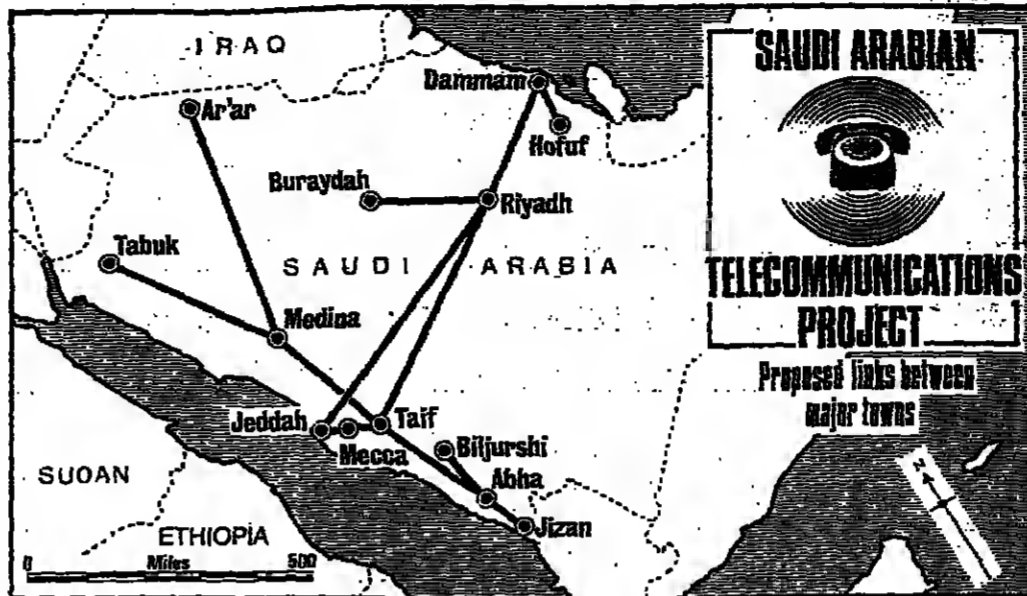 IRAQ
Dammam
Ar'ar
Hofuf
Buraydah
Riyadh
Tabuk
SAUDI ARABIA
Medina
Jeddah
Taif
Mecca
Biljurshi
SUOAN
Abha
Jizan
ETHIOPIA
0 Miles 500
SAUDI ARABIAN
TELECOMMUNICATIONS
PROJECT
Proposed links between
major towns
N